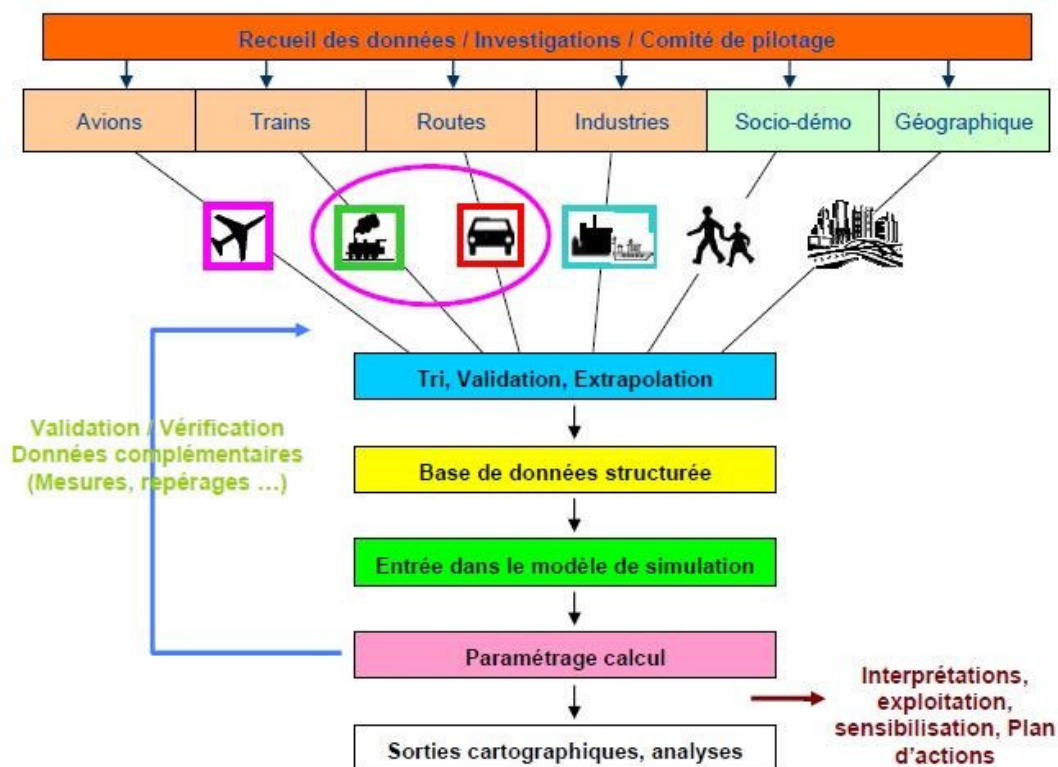 Recueil des données / Investigations / Comité de pilotage
Avions
Trains
Routes
Industries
Socio-démo
Géographique
Tri, Validation, Extrapolation
Validation / Vérification
Données complémentaires
(Mesures, repérages ...)
Base de données structurée
Entrée dans le modèle de simulation
Paramétrage calcul
Interprétations,
exploitation,
sensibilisation, Plan
d'actions
Sorties cartographiques, analyses